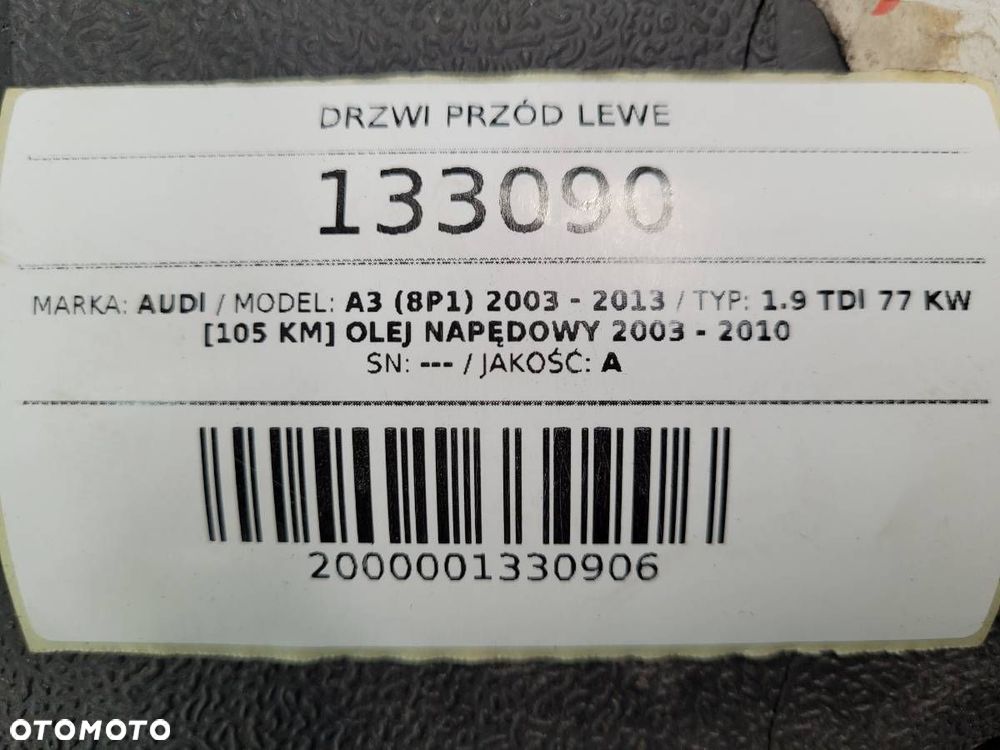 DRZWI PRZÓD LEWE
133090
MARKA: AUDI / MODEL: A3 (8P1) 2003 - 2013 / TYP: 1.9 TDI 77 KW
[105 KM] OLEJ NAPĘDOWY 2003 - 2010
SN: --- / JAKOŚĆ: A
2000001330906
OTOMOTO